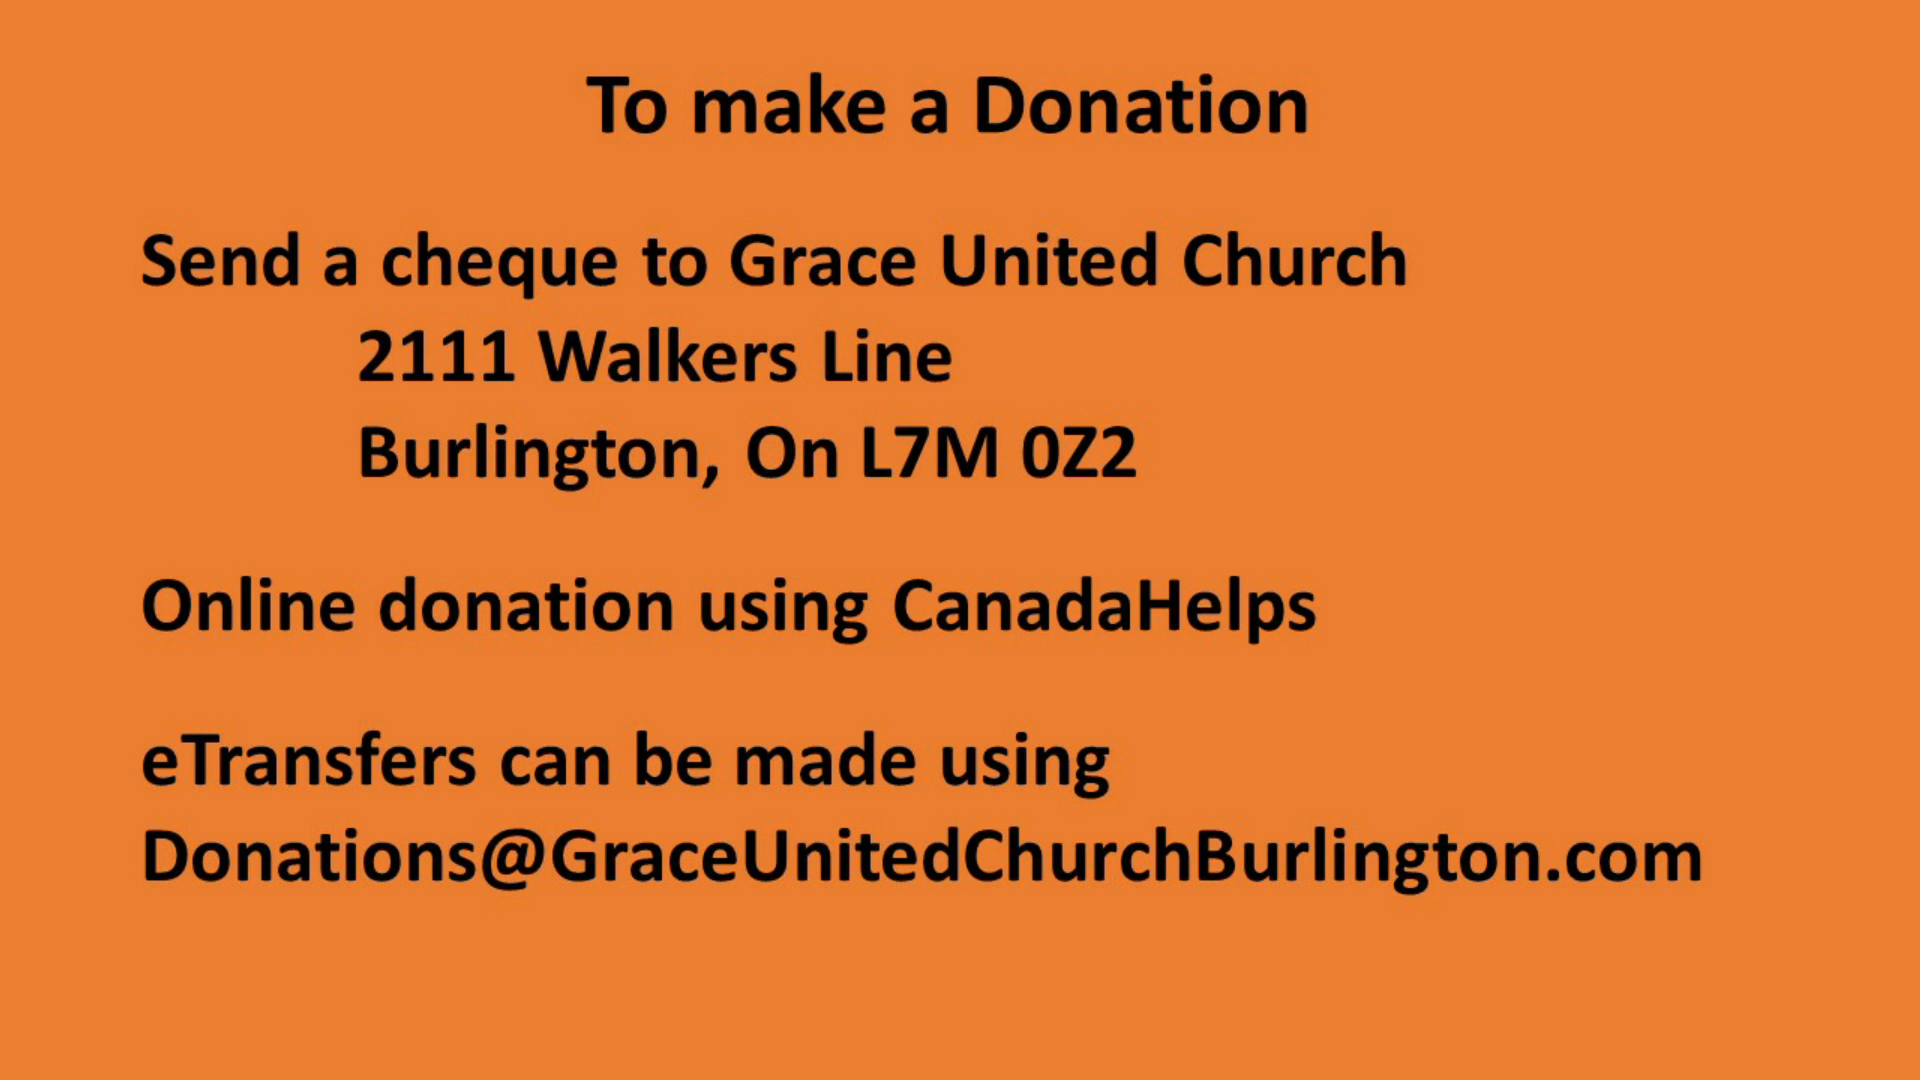 To make a Donation
Send a cheque to Grace United Church
2111 Walkers Line
Burlington, On L7M 0Z2
Online donation using CanadaHelps
eTransfers can be made using
Donations@GraceUnitedChurchBurlington.com